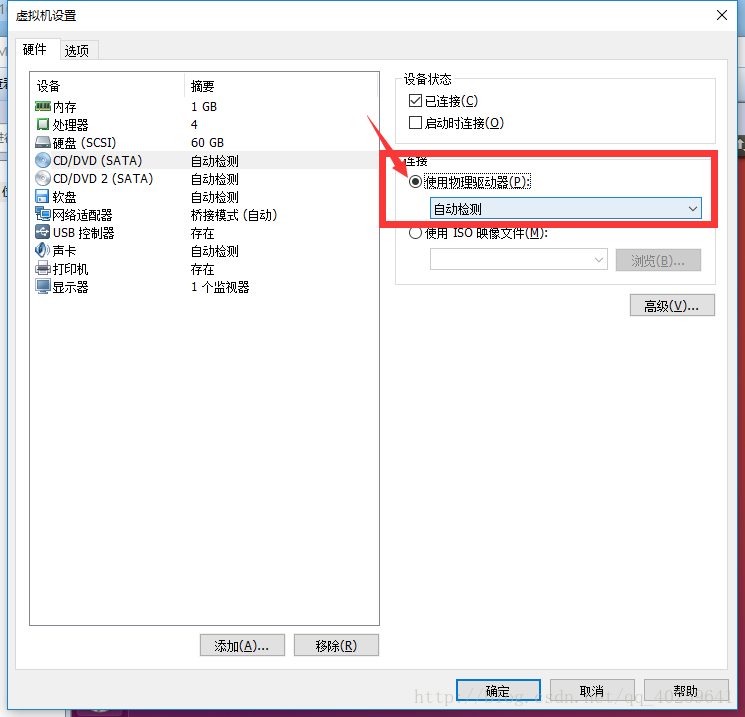 虚拟机设置
硬件 选项
设备 摘要
内存 1 GB
处理器 4
硬盘 (SCSI) 60 GB
CD/DVD (SATA) 自动检测
CD/DVD 2 (SATA) 自动检测
软盘 自动检测
网络适配器 桥接模式 (自动)
USB 控制器 存在
声卡 自动检测
打印机 存在
显示器 1 个监视器
添加(A)... 移除(R)
设备状态
已连接(C)
启动时连接(O)
连接
使用物理驱动器(P):
自动检测
使用 ISO 映像文件(M):
浏览(B)...
高级(V)...
确定 取消 帮助